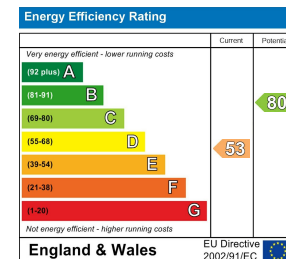 Energy Efficiency Rating
Current Potentia
Very energy efficient - lower running costs
(92 plus) A
(81-91) B
80
(69-80) C
(55-68) D
53
(39-54) E
(21-38) F
(1-20) G
Not energy efficient - higher running costs
England & Wales
EU Directive
2002/91/EC